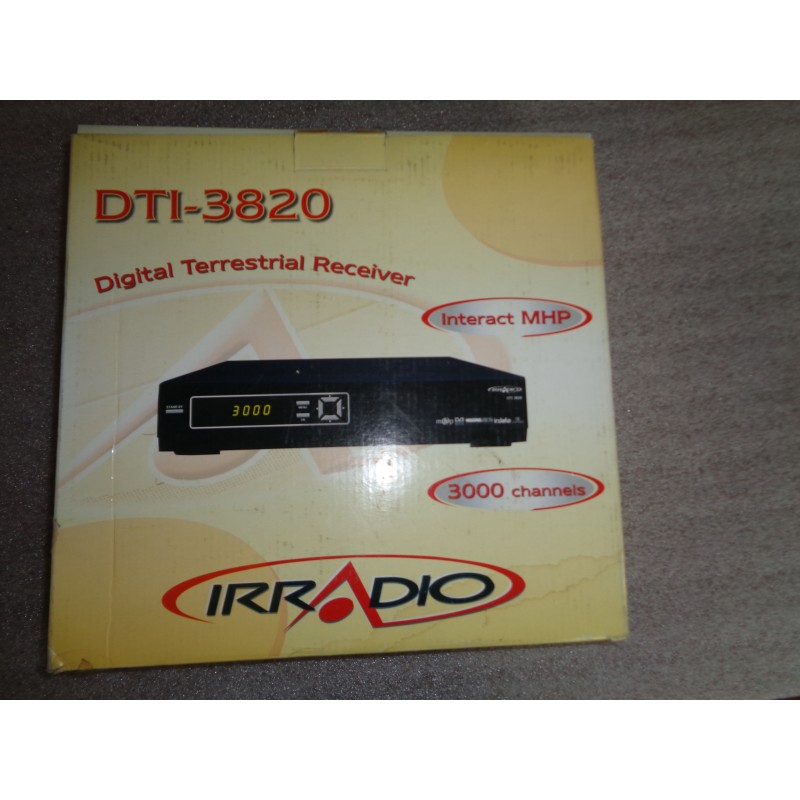 DTI-3820
Digital Terrestrial Receiver
Interact MHP
3000
3000 channels
IRRADIO